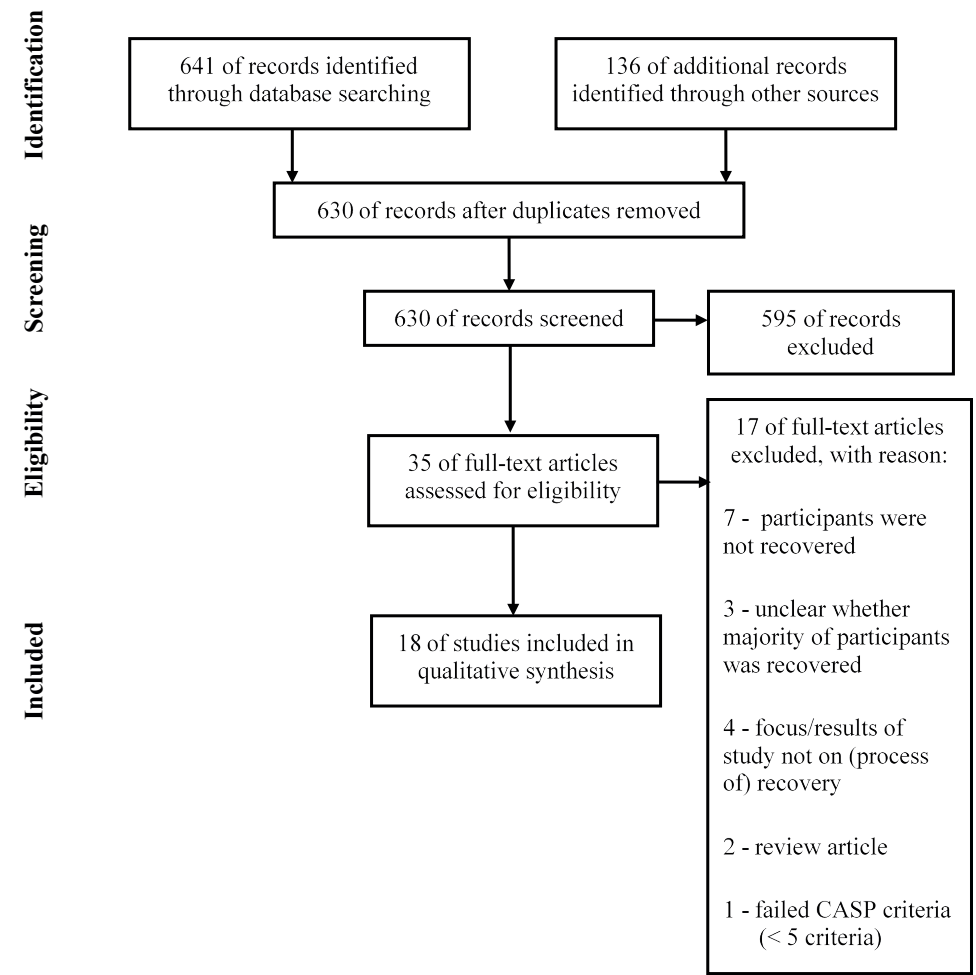 Identification
641 of records identified
through database searching
136 of additional records
identified through other sources
630 of records after duplicates removed
Screening
630 of records screened
595 of records
excluded
Eligibility
35 of full-text articles
assessed for eligibility
17 of full-text articles
excluded, with reason:
7 - participants were
not recovered
3 - unclear whether
majority of participants
was recovered
4 - focus/results of
study not on (process
of) recovery
2 - review article
1 - failed CASP criteria
(< 5 criteria)
Included
18 of studies included in
qualitative synthesis